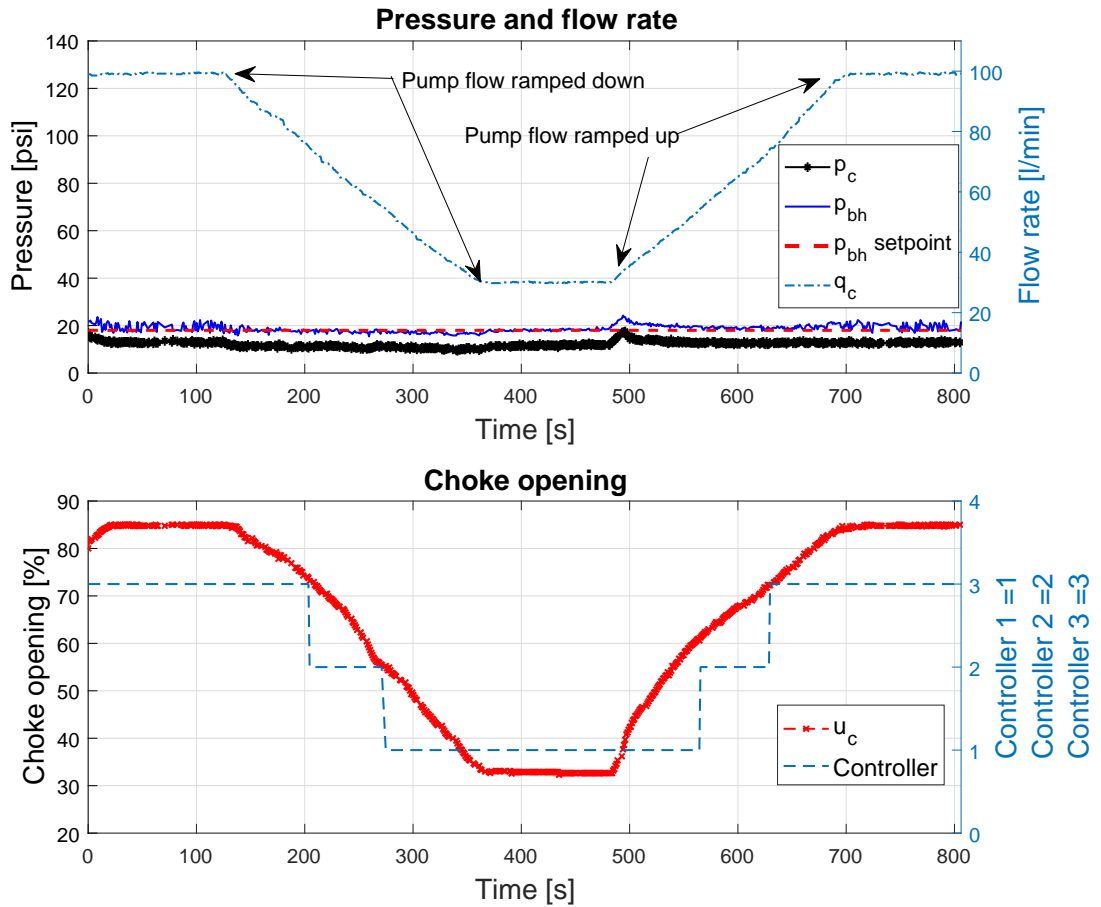 Pressure and flow rate
140
120
100
80
60
40
20
0
Pressure [psi]
100
80
60
40
20
0
Flow rate [l/min]
Pump flow ramped down
Pump flow ramped up
p_c
p_bh
p_bh setpoint
q_c
0 100 200 300 400 500 600 700 800
Time [s]
Choke opening
90
80
70
60
50
40
30
20
Choke opening [%]
4
3
2
1
0
Controller 1 =1
Controller 2 =2
Controller 3 =3
u_c
Controller
0 100 200 300 400 500 600 700 800
Time [s]